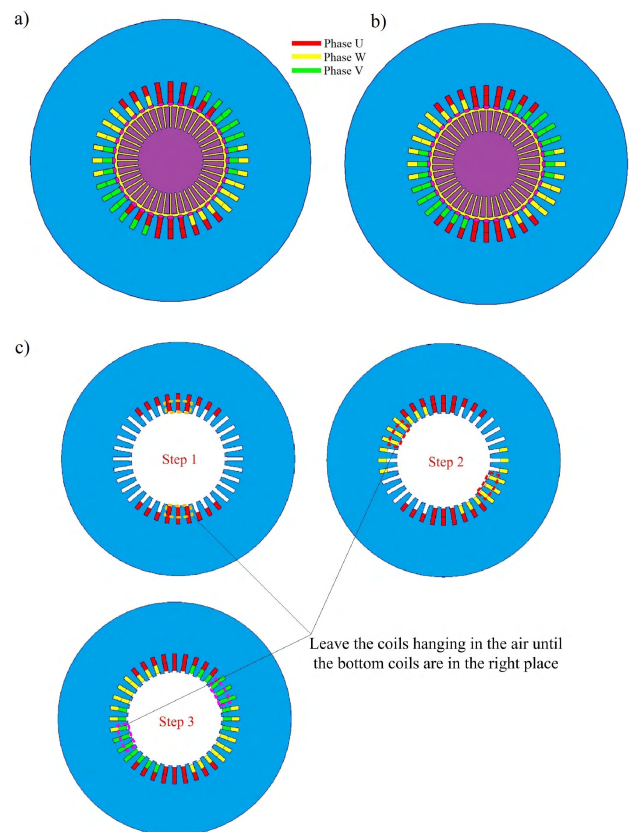 a)
b)
Phase U
Phase W
Phase V
c)
Step 1
Step 2
Leave the coils hanging in the air until
the bottom coils are in the right place
Step 3